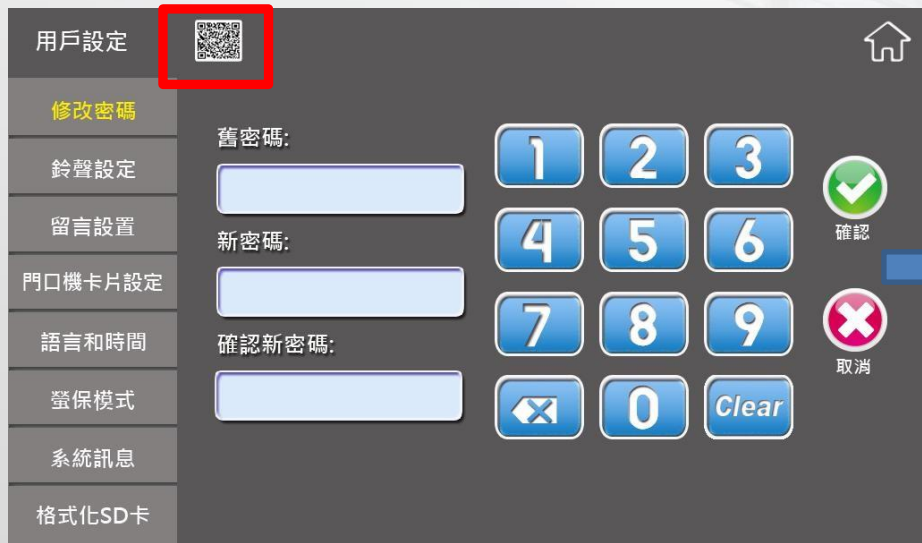 用戶設定
修改密碼
鈴聲設定
留言設置
門口機卡片設定
語言和時間
螢保模式
系統訊息
格式化SD卡
舊密碼:
新密碼:
確認新密碼:
1 2 3
4 5 6
7 8 9
0 Clear
確認
取消